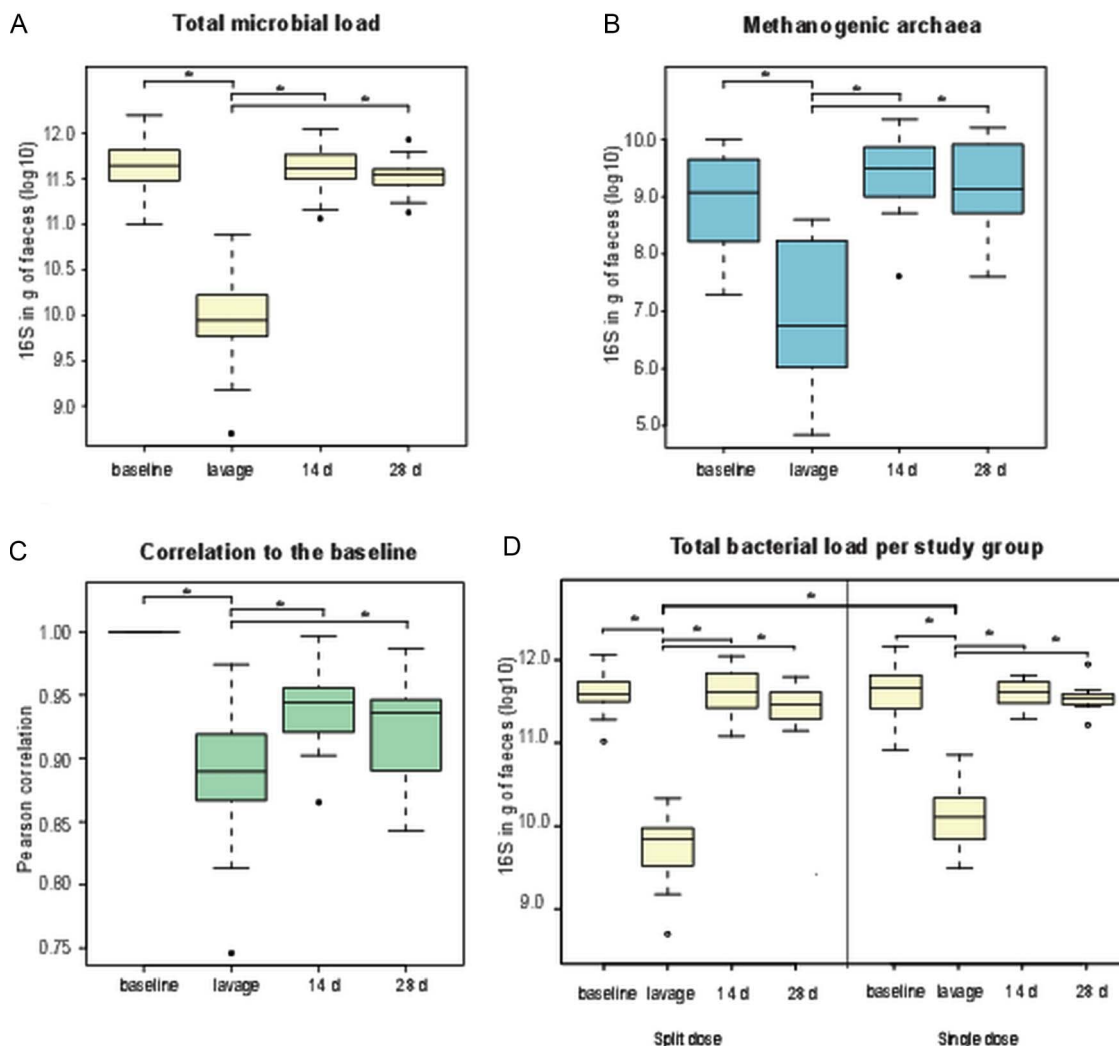 A
Total microbial load
*
*
*
16S in g of faeces (log10)
12.0
11.5
11.0
10.5
10.0
9.5
9.0
baseline lavage 14 d 28 d
B
Methanogenic archaea
*
*
*
16S in g of faeces (log10)
10.0
9.0
8.0
7.0
6.0
5.0
baseline lavage 14 d 28 d
C
Correlation to the baseline
*
*
*
Pearson correlation
1.00
0.95
0.90
0.85
0.80
0.75
baseline lavage 14 d 28 d
D
Total bacterial load per study group
*
*
*
*
*
*
*
16S in g of faeces (log10)
12.0
11.0
10.0
9.0
baseline lavage 14 d 28 d baseline lavage 14 d 28 d
Split dose Single dose